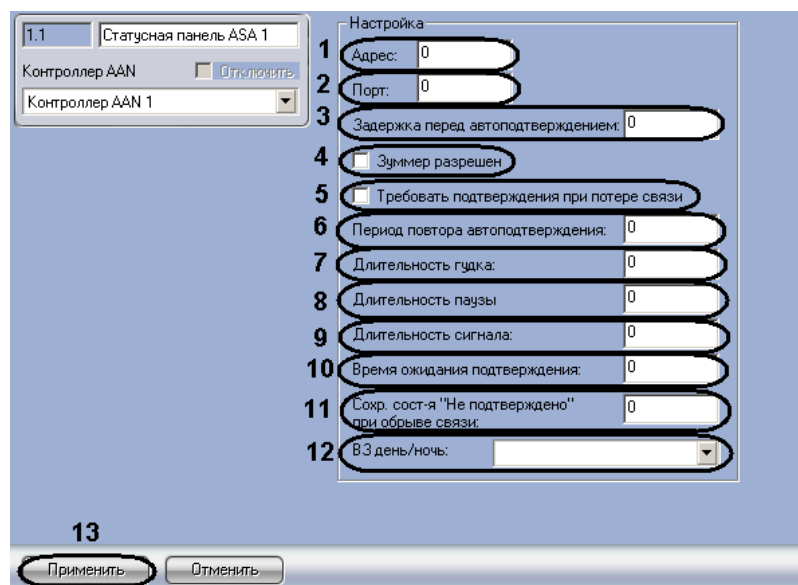 1.1 Статусная панель ASA 1
Контроллер AAN Отключить
Контроллер AAN 1
Настройка
1 Адрес: 0
2 Порт: 0
3 Задержка перед автоподтверждением: 0
4 Зуммер разрешен
5 Требовать подтверждения при потере связи
6 Период повтора автоподтверждения: 0
7 Длительность гудка: 0
8 Длительность паузы 0
9 Длительность сигнала: 0
10 Время ожидания подтверждения: 0
11 Сохр. сост-я "Не подтверждено" 0
при обрыве связи:
12 ВЗ день/ночь:
13
Применить Отменить